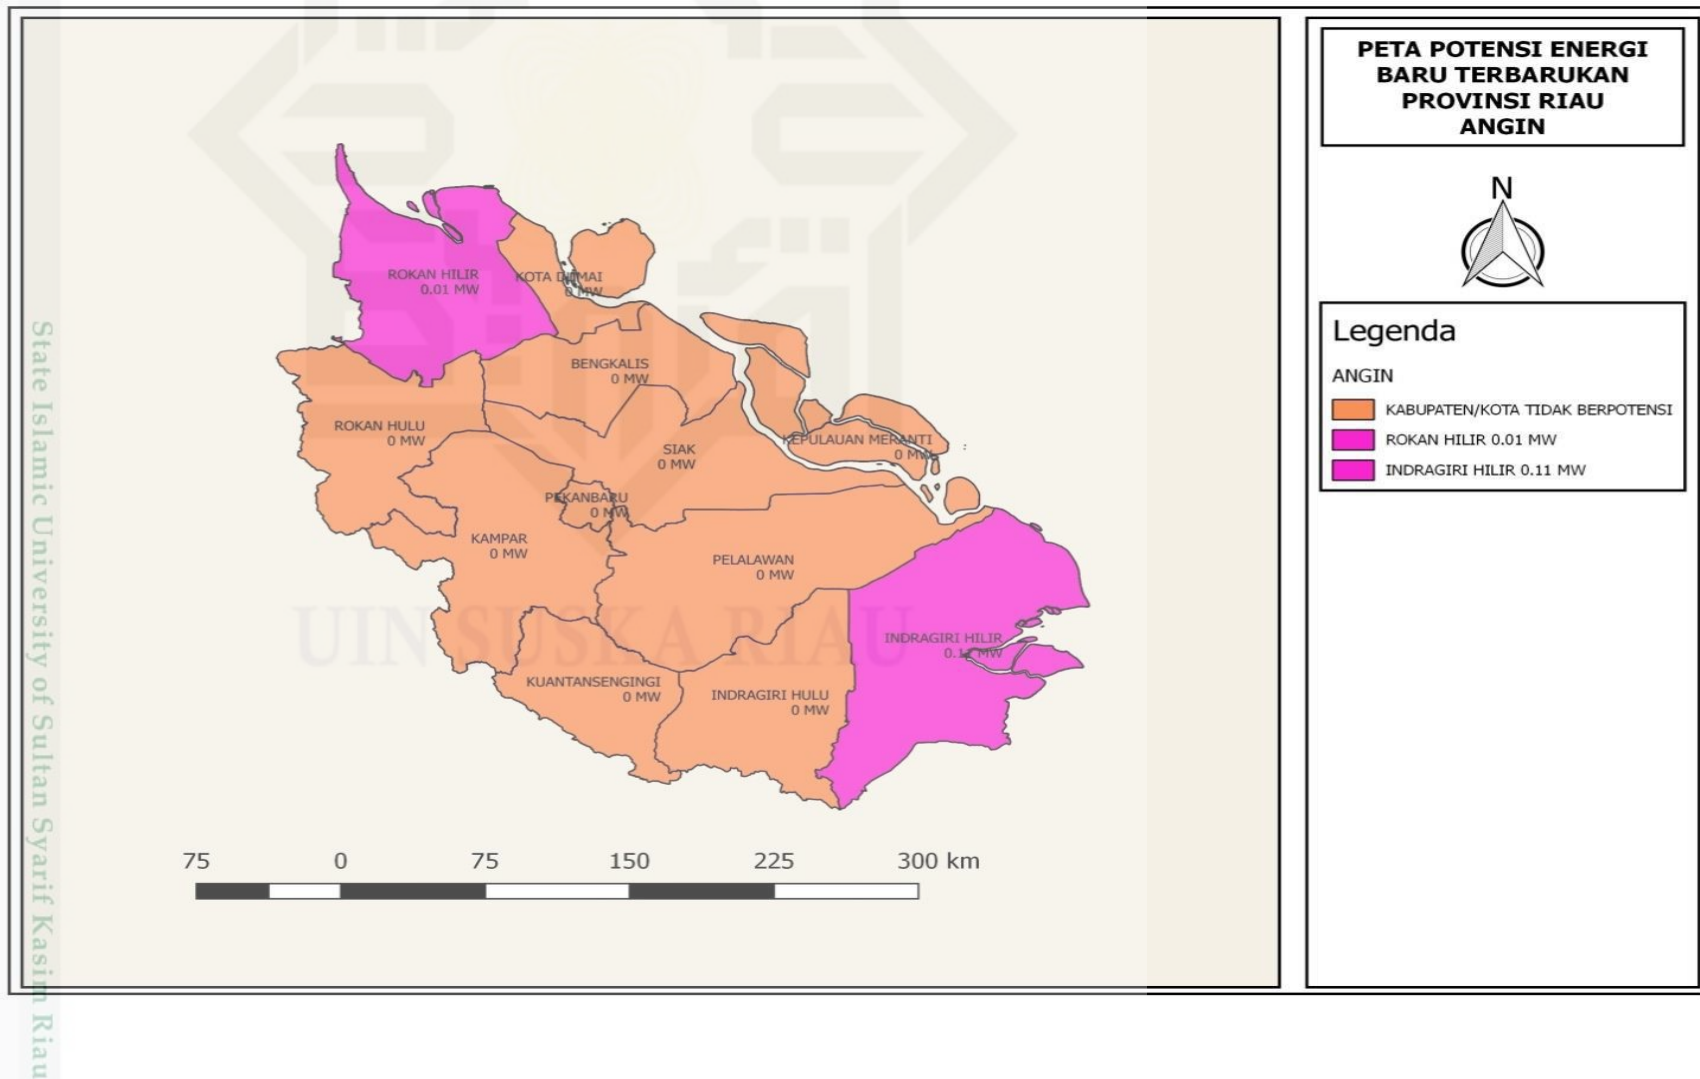 PETA POTENSI ENERGI
BARU TERBARUKAN
PROVINSI RIAU
ANGIN
N
Legenda
ANGIN
KABUPATEN/KOTA TIDAK BERPOTENSI
ROKAN HILIR 0.01 MW
INDRAGIRI HILIR 0.11 MW
ROKAN HILIR
0.01 MW
KOTA
0 MW
BENGKALIS
0 MW
ROKAN HULU
0 MW
SIAK
0 MW
KEPULAUAN MERANTI
0 MW
PEKANBARU
0 MW
KAMPAR
0 MW
PELALAWAN
0 MW
INDRAGIRI HILIR
0.11 MW
KUANTANSENGINGI
0 MW
INDRAGIRI HULU
0 MW
75 0 75 150 225 300 km
UIN SUSKA RIAU
State Islamic University of Sultan Syarif Kasim Riau